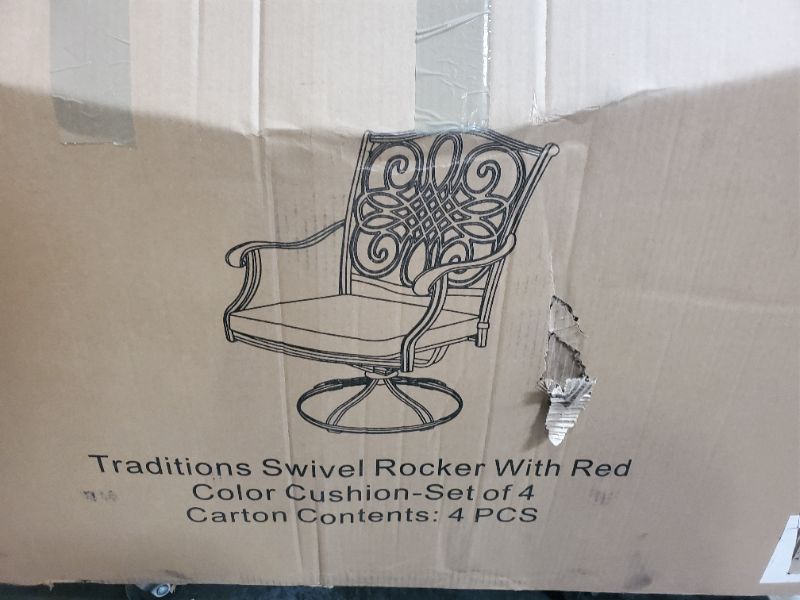 Traditions Swivel Rocker With Red
Color Cushion-Set of 4
Carton Contents: 4 PCS